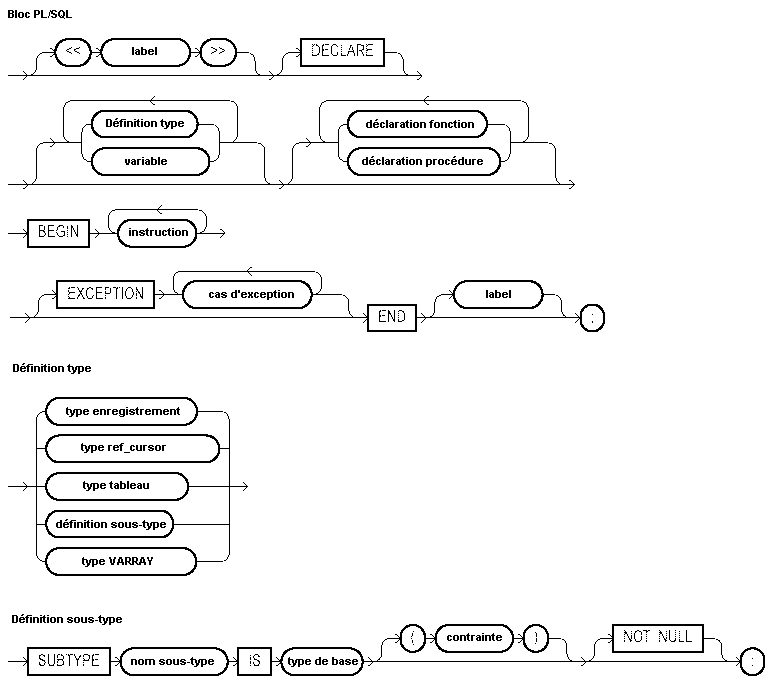 Bloc PL/SQL
<< label >> DECLARE
Définition type déclaration fonction
variable déclaration procédure
BEGIN instruction
EXCEPTION cas d'exception END label ;
Définition type
type enregistrement
type ref_cursor
type tableau
définition sous-type
type VARRAY
Définition sous-type
SUBTYPE nom sous-type IS type de base ( contrainte ) NOT NULL ;